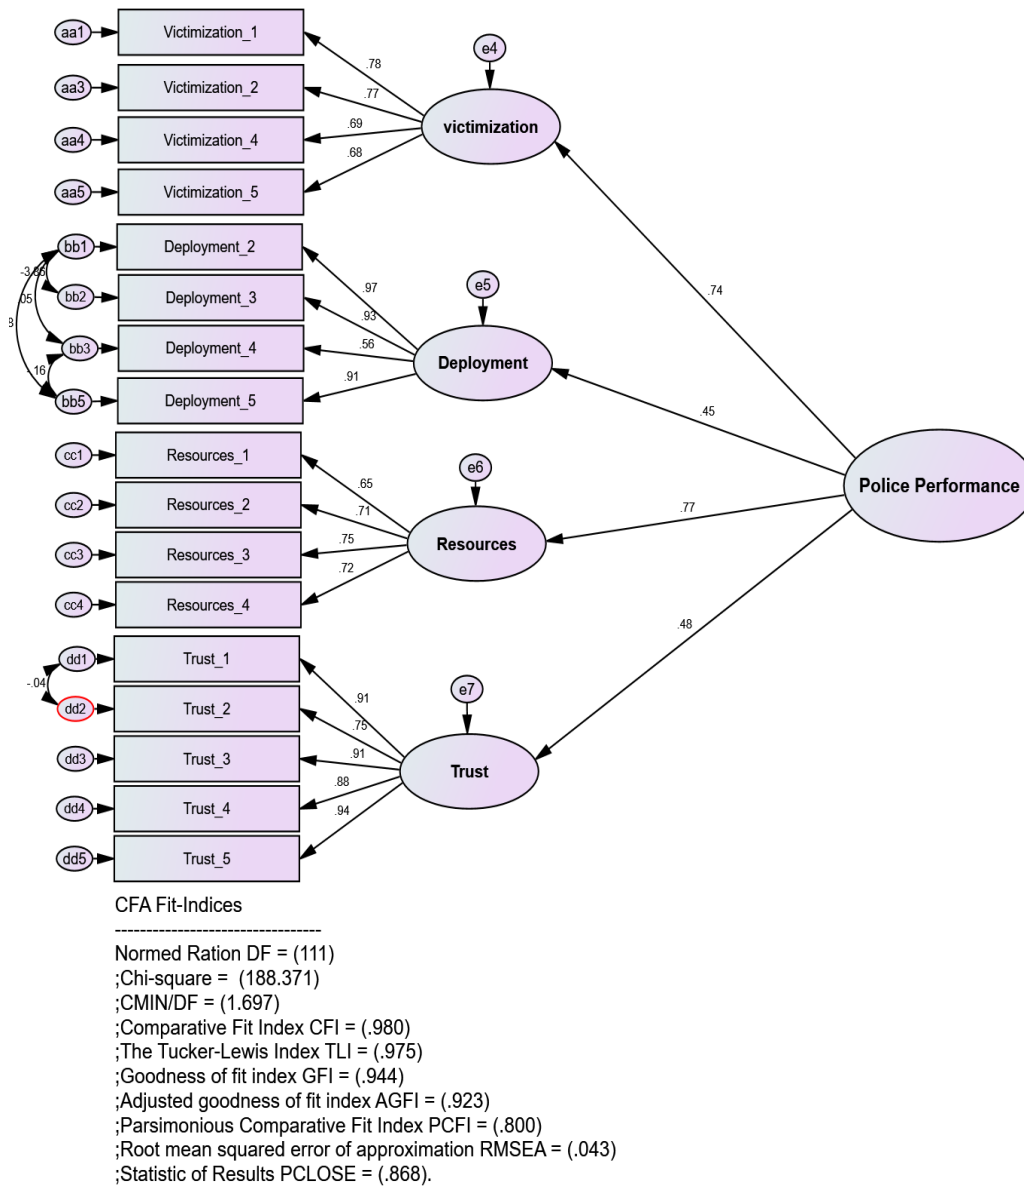 aa1 Victimization_1
e4
.78
aa3 Victimization_2
.77
victimization
aa4 Victimization_4
.69
.68
aa5 Victimization_5
bb1 Deployment_2
e5
.74
bb2 Deployment_3
.97
.05
.93
8
bb3 Deployment_4
.56
Deployment
.16
.91
bb5 Deployment_5
.45
cc1 Resources_1
e6
.65
Police Performance
cc2 Resources_2
.71
.77
Resources
cc3 Resources_3
.75
.72
cc4 Resources_4
.48
dd1 Trust_1
-.04
e7
.91
dd2 Trust_2
.75
dd3 Trust_3
.91
Trust
.88
dd4 Trust_4
.94
dd5 Trust_5
CFA Fit-Indices
---------------------------------
Normed Ration DF = (111)
;Chi-square =  (188.371)
;CMIN/DF = (1.697)
;Comparative Fit Index CFI = (.980)
;The Tucker-Lewis Index TLI = (.975)
;Goodness of fit index GFI = (.944)
;Adjusted goodness of fit index AGFI = (.923)
;Parsimonious Comparative Fit Index PCFI = (.800)
;Root mean squared error of approximation RMSEA = (.043)
;Statistic of Results PCLOSE = (.868).